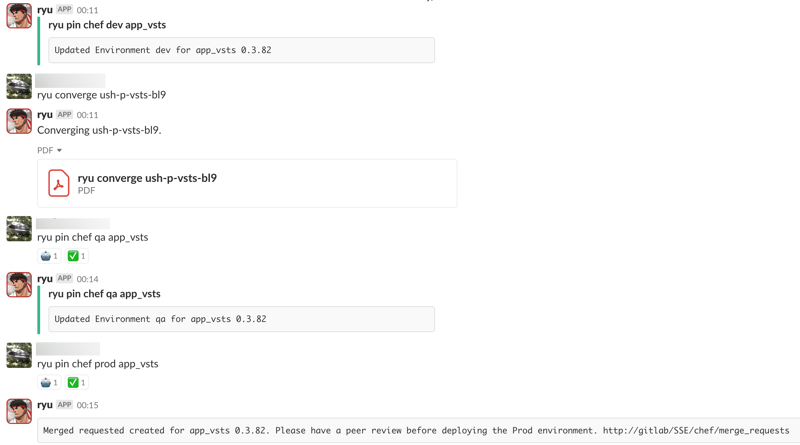 ryu APP 00:11
ryu pin chef dev app_vsts
Updated Environment dev for app_vsts 0.3.82
ryu converge ush-p-vsts-bl9
ryu APP 00:11
Converging ush-p-vsts-bl9.
PDF
ryu converge ush-p-vsts-bl9
PDF
ryu pin chef qa app_vsts
1 1
ryu APP 00:14
ryu pin chef qa app_vsts
Updated Environment qa for app_vsts 0.3.82
ryu pin chef prod app_vsts
1 1
ryu APP 00:15
Merged requested created for app_vsts 0.3.82. Please have a peer review before deploying the Prod environment. http://gitlab/SSE/chef/merge_requests